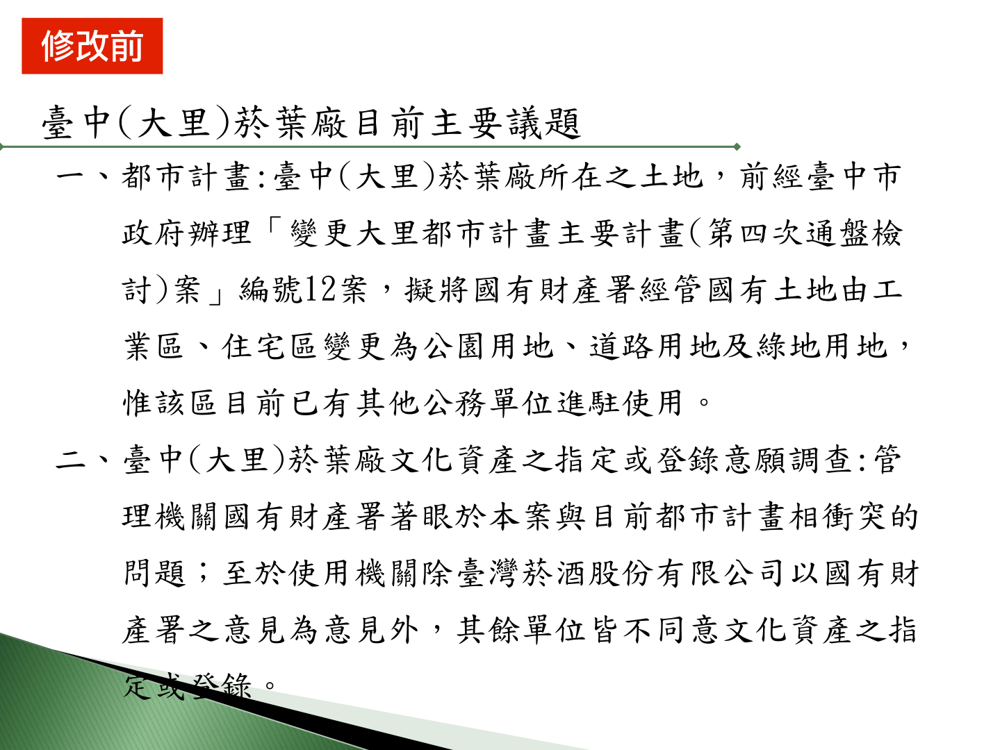 修改前
臺中(大里)菸葉廠目前主要議題
一、都市計畫:臺中(大里)菸葉廠所在之土地，前經臺中市
政府辦理「變更大里都市計畫主要計畫(第四次通盤檢
討)案」編號12案，擬將國有財產署經管國有土地由工
業區、住宅區變更為公園用地、道路用地及綠地用地，
惟該區目前已有其他公務單位進駐使用。
二、臺中(大里)菸葉廠文化資產之指定或登錄意願調查:管
理機關國有財產署著眼於本案與目前都市計畫相衝突的
問題；至於使用機關除臺灣菸酒股份有限公司以國有財
產署之意見為意見外，其餘單位皆不同意文化資產之指
定或登錄。